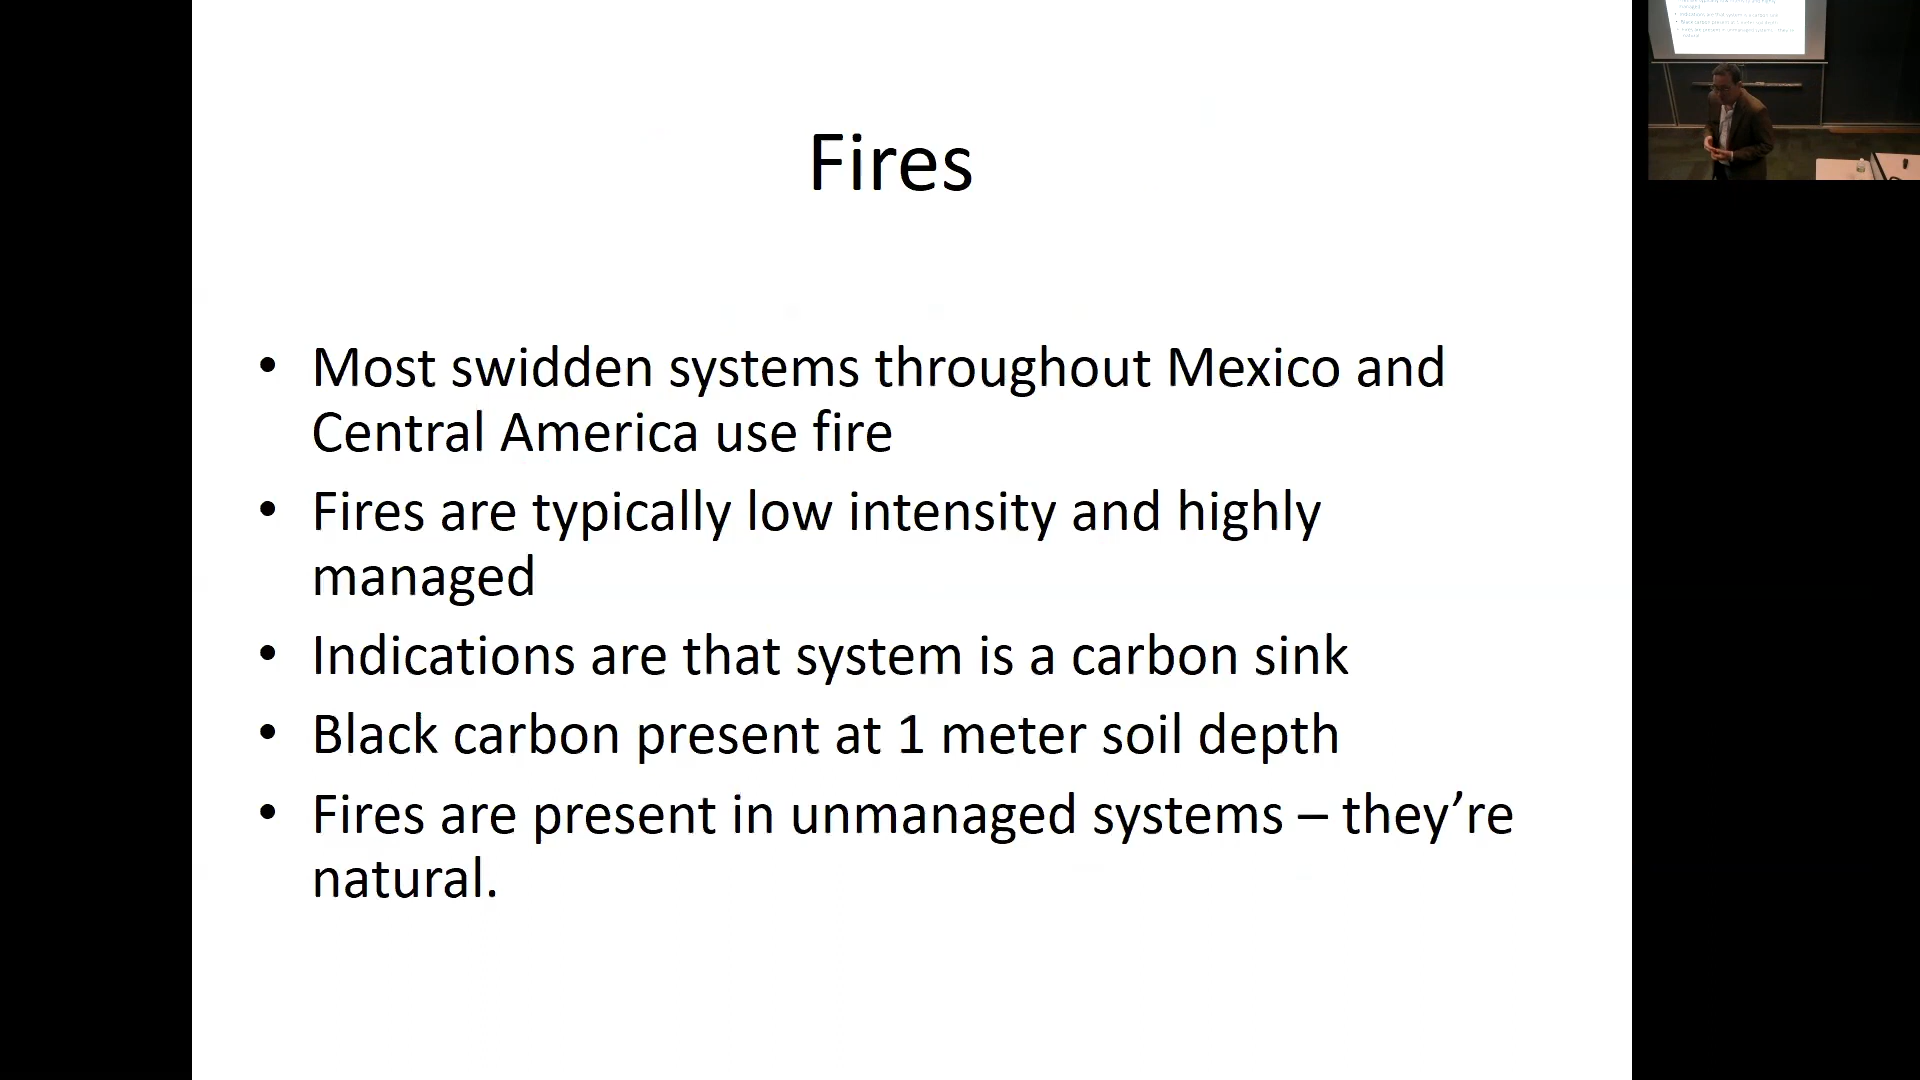 Fires
• Most swidden systems throughout Mexico and
Central America use fire
• Fires are typically low intensity and highly
managed
• Indications are that system is a carbon sink
• Black carbon present at 1 meter soil depth
• Fires are present in unmanaged systems – they’re
natural.